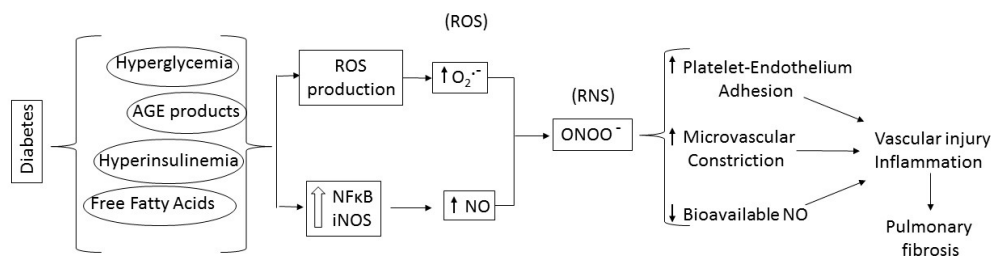 Diabetes
Hyperglycemia
AGE products
Hyperinsulinemia
Free Fatty Acids
ROS
production
NFκB
iNOS
(ROS)
↑ O₂·⁻
↑ NO
(RNS)
ONOO⁻
↑ Platelet-Endothelium
Adhesion
↑ Microvascular
Constriction
↓ Bioavailable NO
Vascular injury
Inflammation
Pulmonary
fibrosis